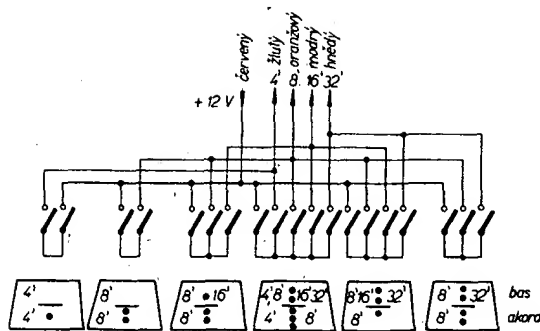 červený
žlutý
oranžový
modrý
hnědý
+ 12 V
4' 8' 16' 32'
4' 8' 8' 16' 4' 8' 16' 32' 8' 16' 32' 8' 32' bas
4' 8' 8' 4' 8' 8' 8' akord